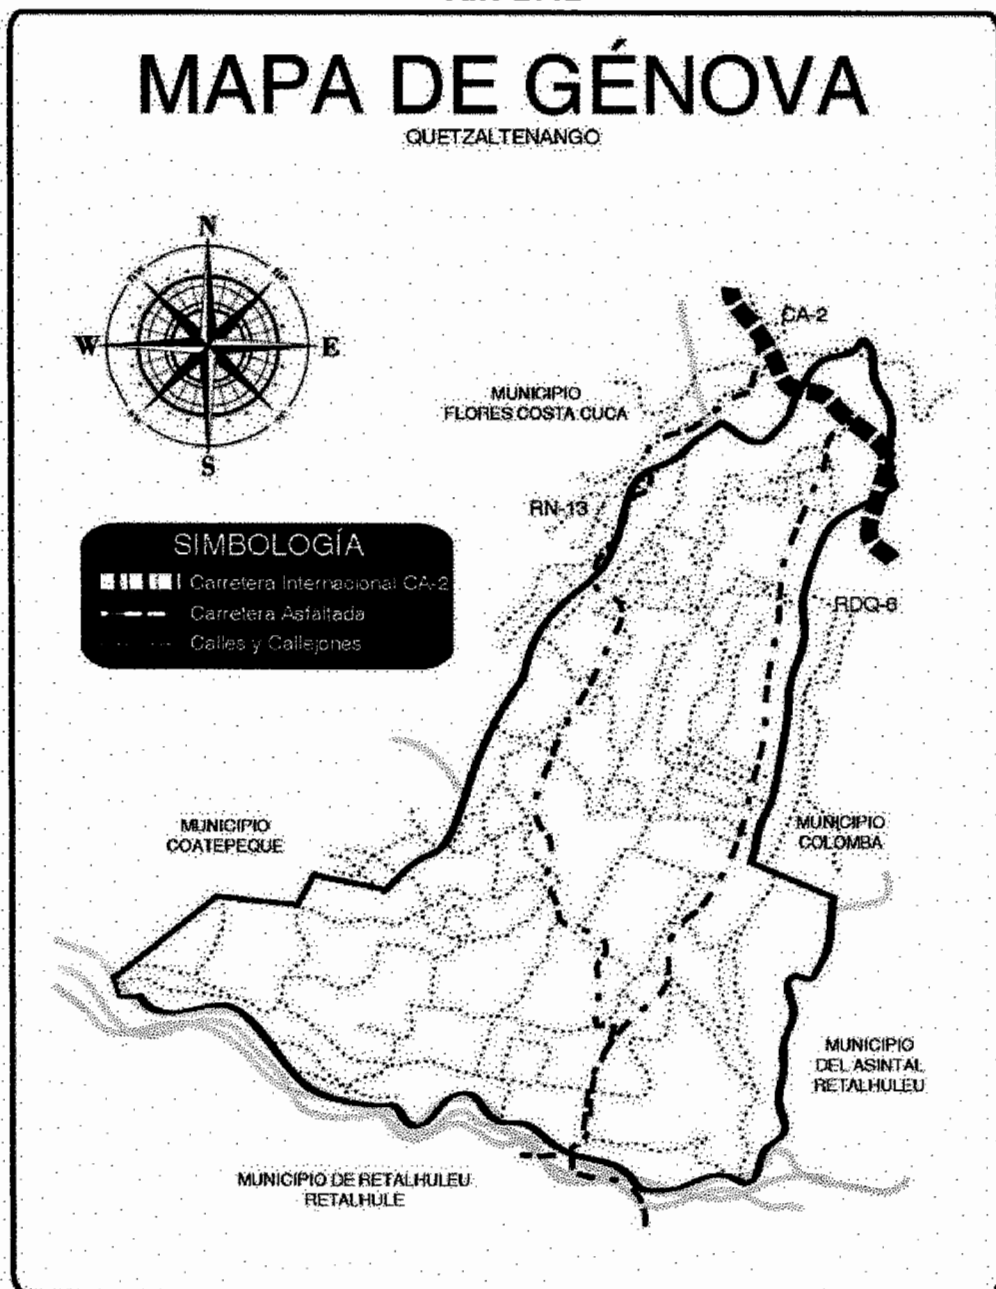 MAPA DE GÉNOVA
QUETZALTENANGO
N
W
E
S
CA-2
MUNICIPIO
FLORES COSTA CUCA
RN-13
SIMBOLOGÍA
Carretera Internacional CA-2
Carretera Asfaltada
Calles y Callejones
RDQ-6
MUNICIPIO
COATEPEQUE
MUNICIPIO
COLOMBA
MUNICIPIO
DEL ASINTAL
RETALHULEU
MUNICIPIO DE RETALHULEU
RETALHULE